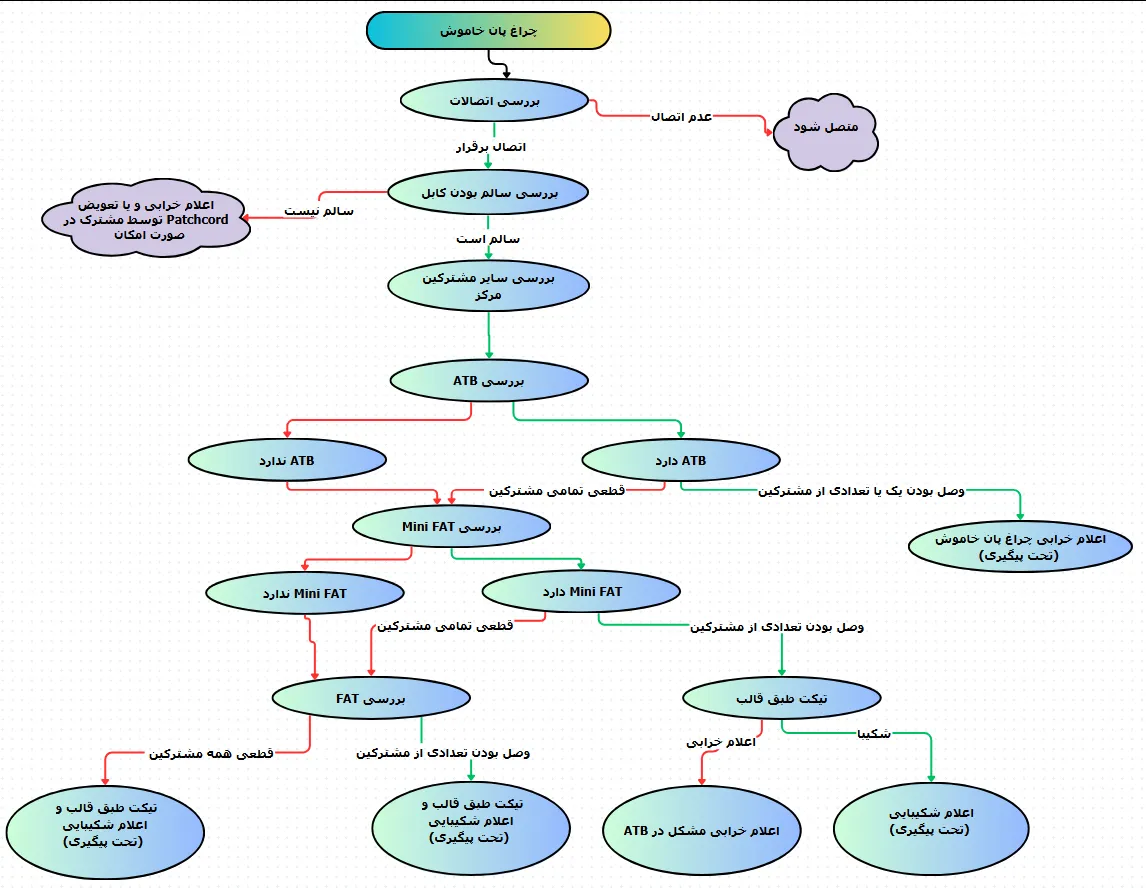 چراغ پان خاموش
بررسی اتصالات
عدم اتصال
متصل شود
اتصال برقرار
بررسی سالم بودن کابل
سالم نیست
اعلام خرابی و یا تعویض
Patchcord توسط مشترک در
صورت امکان
سالم است
بررسی سایر مشترکین
مرکز
بررسی ATB
ATB دارد
ATB ندارد
وصل بودن یک یا تعدادی از مشترکین
قطعی تمامی مشترکین
اعلام خرابی چراغ پان خاموش
(تحت پیگیری)
بررسی Mini FAT
Mini FAT دارد
Mini FAT ندارد
وصل بودن تعدادی از مشترکین
قطعی تمامی مشترکین
تیکت طبق قالب
بررسی FAT
شکیبا
اعلام خرابی
وصل بودن تعدادی از مشترکین
قطعی همه مشترکین
اعلام شکیبایی
(تحت پیگیری)
اعلام خرابی مشکل در ATB
تیکت طبق قالب و
اعلام شکیبایی
(تحت پیگیری)
تیکت طبق قالب و
اعلام شکیبایی
(تحت پیگیری)